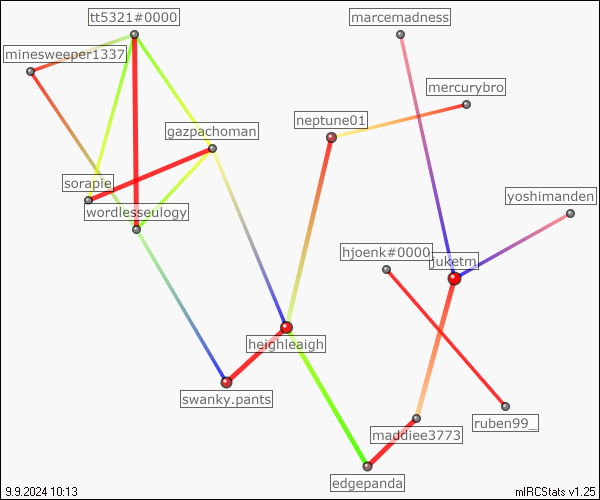 tt5321#0000
marcemadness
minesweeper1337
mercurybro
neptune01
gazpachoman
sorapie
yoshimanden
wordlesseulogy
hjoenk#0000
juketm
heighleaigh
swanky.pants
ruben99_
maddiee3773
edgepanda
9.9.2024 10:13
mIRCStats v1.25